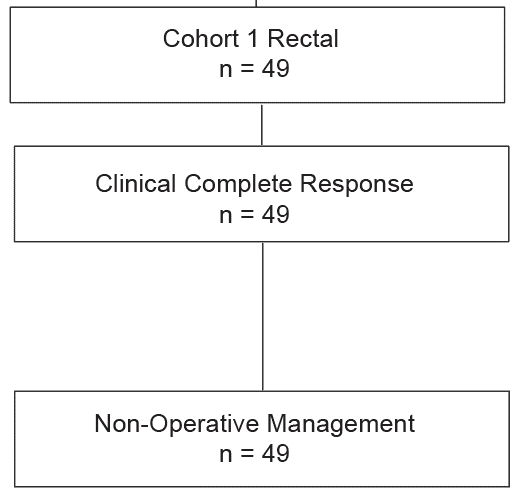 Cohort 1 Rectal
n = 49
Clinical Complete Response
n = 49
Non-Operative Management
n = 49